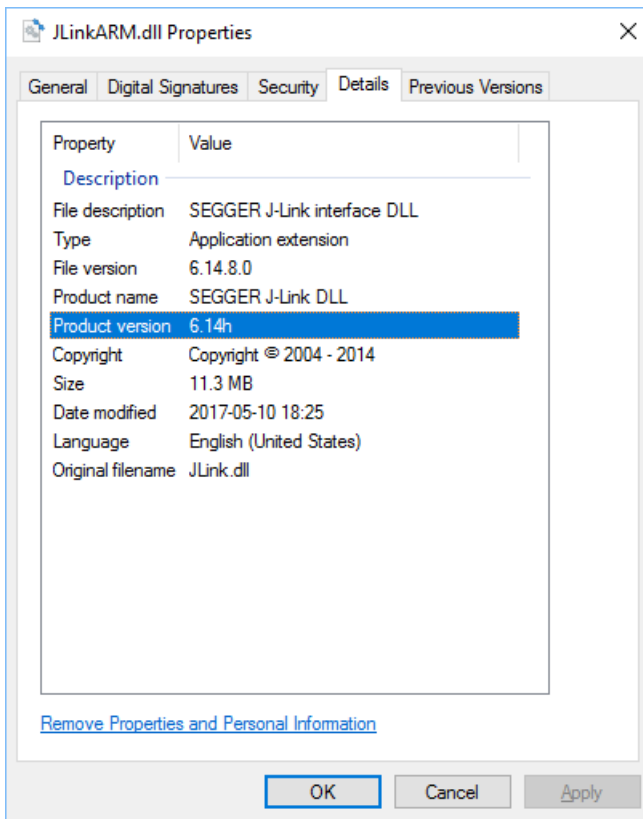 JLinkARM.dll Properties
General Digital Signatures Security Details Previous Versions
Property Value
Description
File description SEGGER J-Link interface DLL
Type Application extension
File version 6.14.8.0
Product name SEGGER J-Link DLL
Product version 6.14h
Copyright Copyright © 2004 - 2014
Size 11.3 MB
Date modified 2017-05-10 18:25
Language English (United States)
Original filename JLink.dll
Remove Properties and Personal Information
OK Cancel Apply